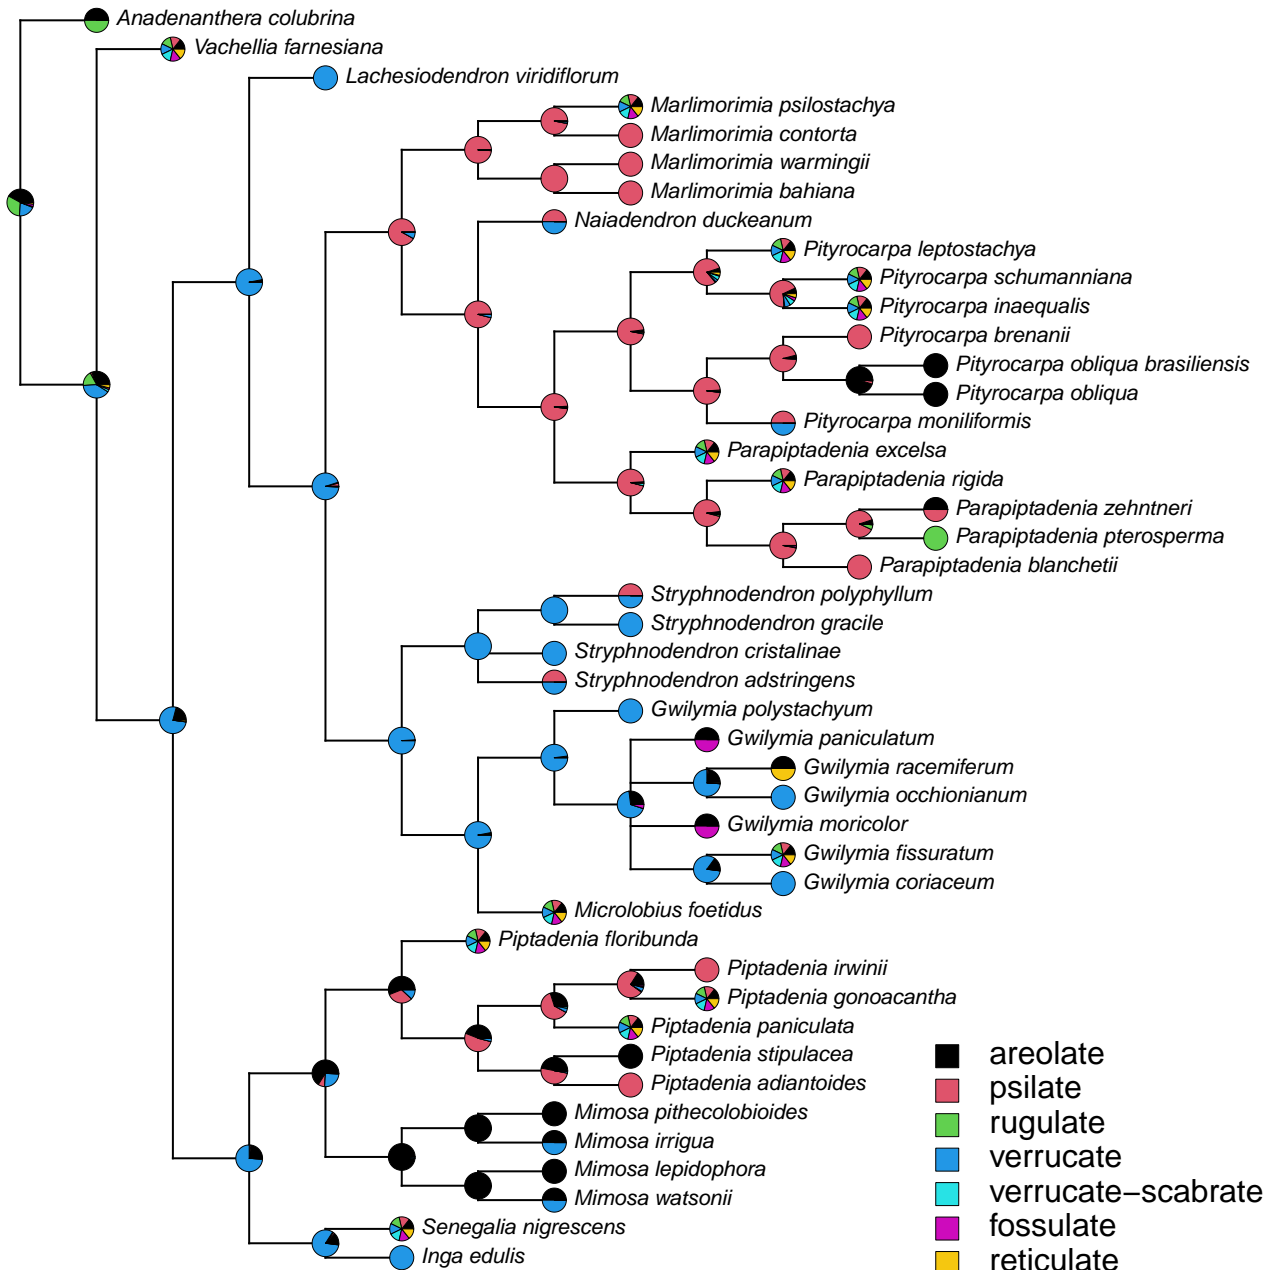 Anadenanthera colubrina
Vachellia farnesiana
Lachesiodendron viridiflorum
Marlimorimia psilostachya
Marlimorimia contorta
Marlimorimia warmingii
Marlimorimia bahiana
Naiadendron duckeanum
Pityrocarpa leptostachya
Pityrocarpa schumanniana
Pityrocarpa inaequalis
Pityrocarpa brenanii
Pityrocarpa obliqua brasiliensis
Pityrocarpa obliqua
Pityrocarpa moniliformis
Parapiptadenia excelsa
Parapiptadenia rigida
Parapiptadenia zehntneri
Parapiptadenia pterosperma
Parapiptadenia blanchetii
Stryphnodendron polyphyllum
Stryphnodendron gracile
Stryphnodendron cristalinae
Stryphnodendron adstringens
Gwilymia polystachyum
Gwilymia paniculatum
Gwilymia racemiferum
Gwilymia occhionianum
Gwilymia moricolor
Gwilymia fissuratum
Gwilymia coriaceum
Microlobius foetidus
Piptadenia floribunda
Piptadenia irwinii
Piptadenia gonoacantha
Piptadenia paniculata
Piptadenia stipulacea
Piptadenia adiantoides
Mimosa pithecolobioides
Mimosa irrigua
Mimosa lepidophora
Mimosa watsonii
Senegalia nigrescens
Inga edulis
areolate
psilate
rugulate
verrucate
verrucate−scabrate
fossulate
reticulate